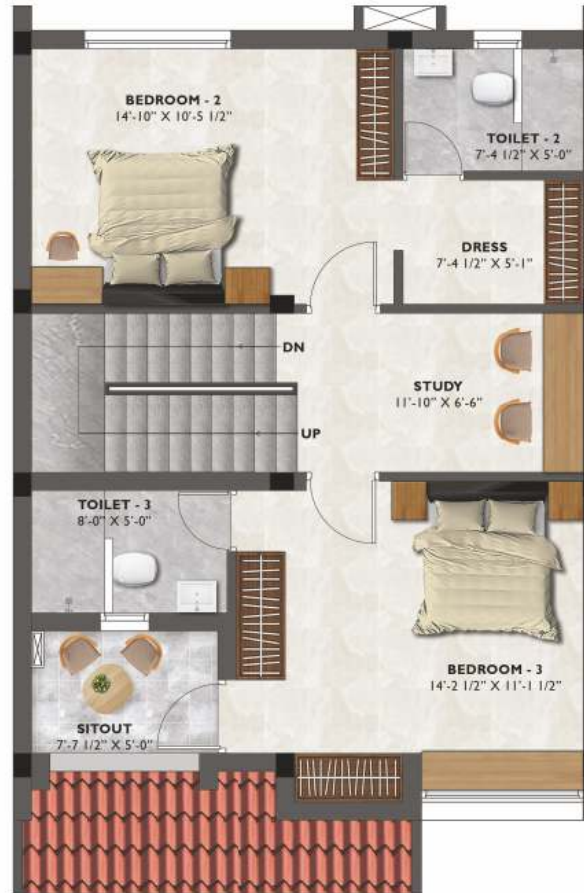 BEDROOM - 2
14'-10" X 10'-5 1/2"
TOILET - 2
7'-4 1/2" X 5'-0"
DRESS
7'-4 1/2" X 5'-1"
DN
STUDY
11'-10" X 6'-6"
UP
TOILET - 3
8'-0" X 5'-0"
BEDROOM - 3
14'-2 1/2" X 11'-1 1/2"
SITOUT
7'-7 1/2" X 5'-0"